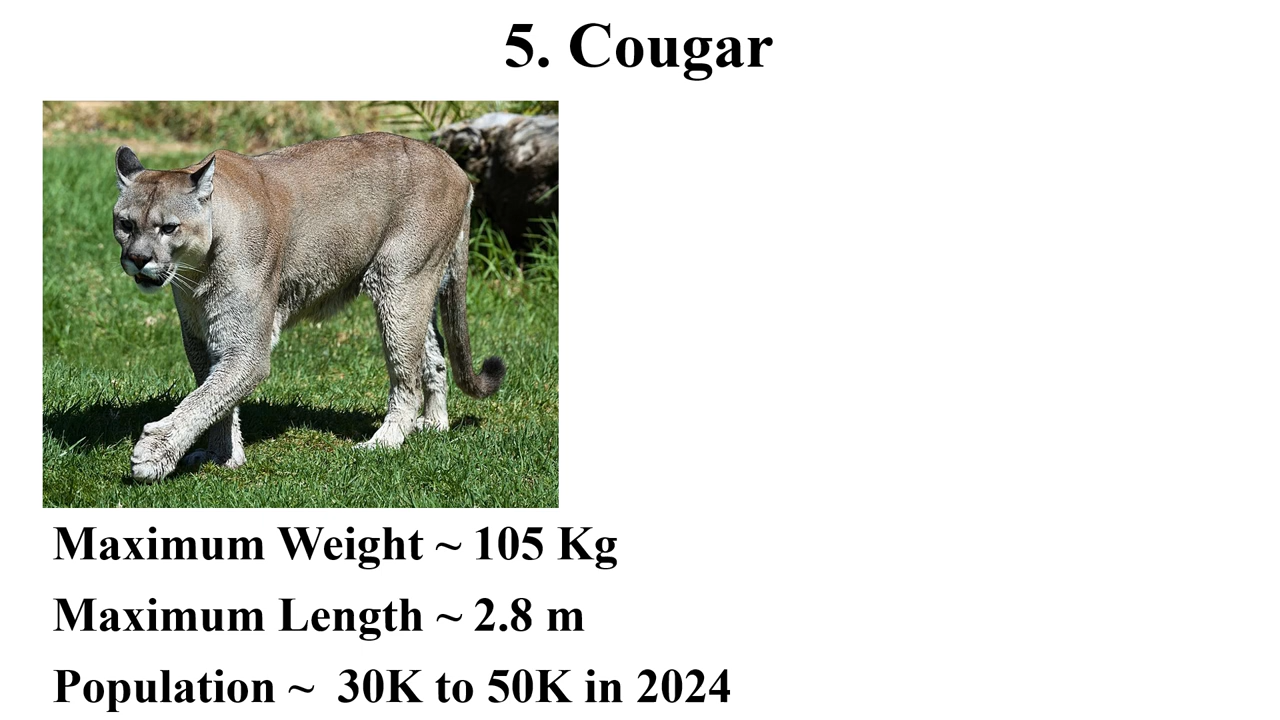 5. Cougar
Maximum Weight ~ 105 Kg
Maximum Length ~ 2.8 m
Population ~  30K to 50K in 2024